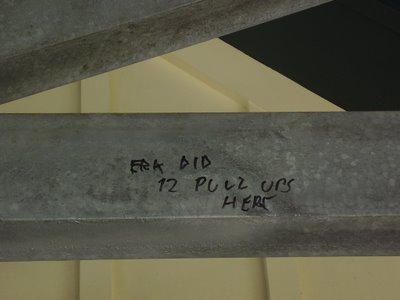 ERA DID
12 PULL UPS
HERE